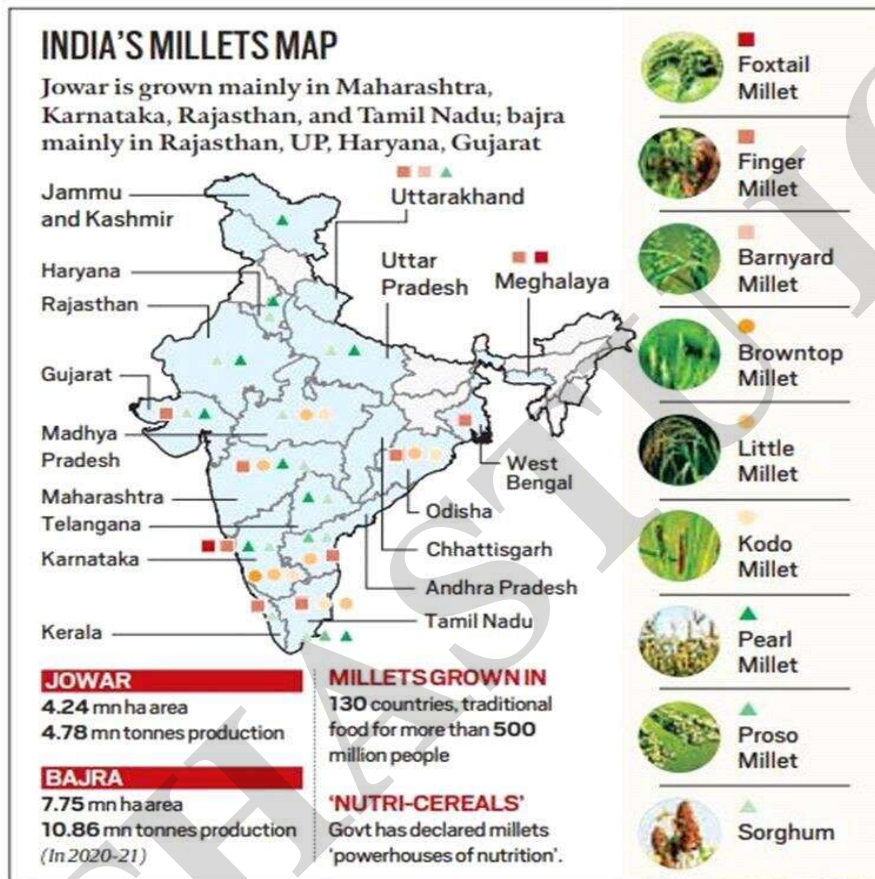 INDIA'S MILLETS MAP
Jowar is grown mainly in Maharashtra,
Karnataka, Rajasthan, and Tamil Nadu; bajra
mainly in Rajasthan, UP, Haryana, Gujarat
Jammu
and Kashmir
Haryana
Rajasthan
Gujarat
Madhya
Pradesh
Maharashtra
Telangana
Karnataka
Kerala
Uttarakhand
Uttar
Pradesh
Meghalaya
West
Bengal
Odisha
Chhattisgarh
Andhra Pradesh
Tamil Nadu
JOWAR
4.24 mn ha area
4.78 mn tonnes production
BAJRA
7.75 mn ha area
10.86 mn tonnes production
(In 2020-21)
MILLETS GROWN IN
130 countries, traditional
food for more than 500
million people
'NUTRI-CEREALS'
Govt has declared millets
'powerhouses of nutrition'.
Foxtail
Millet
Finger
Millet
Barnyard
Millet
Browntop
Millet
Little
Millet
Kodo
Millet
Pearl
Millet
Proso
Millet
Sorghum